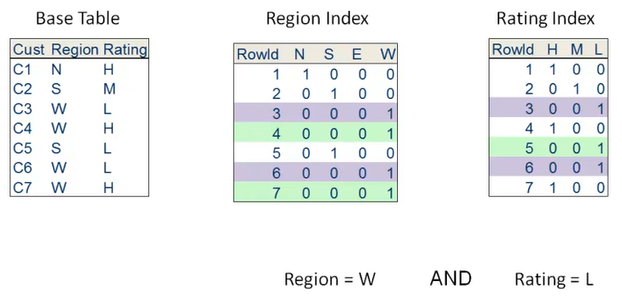 Base Table
Cust Region Rating
C1 N H
C2 S M
C3 W L
C4 W H
C5 S L
C6 W L
C7 W H
Region Index
RowId N S E W
1 1 0 0 0
2 0 1 0 0
3 0 0 0 1
4 0 0 0 1
5 0 1 0 0
6 0 0 0 1
7 0 0 0 1
Rating Index
RowId H M L
1 1 0 0
2 0 1 0
3 0 0 1
4 1 0 0
5 0 0 1
6 0 0 1
7 1 0 0
Region = W AND Rating = L